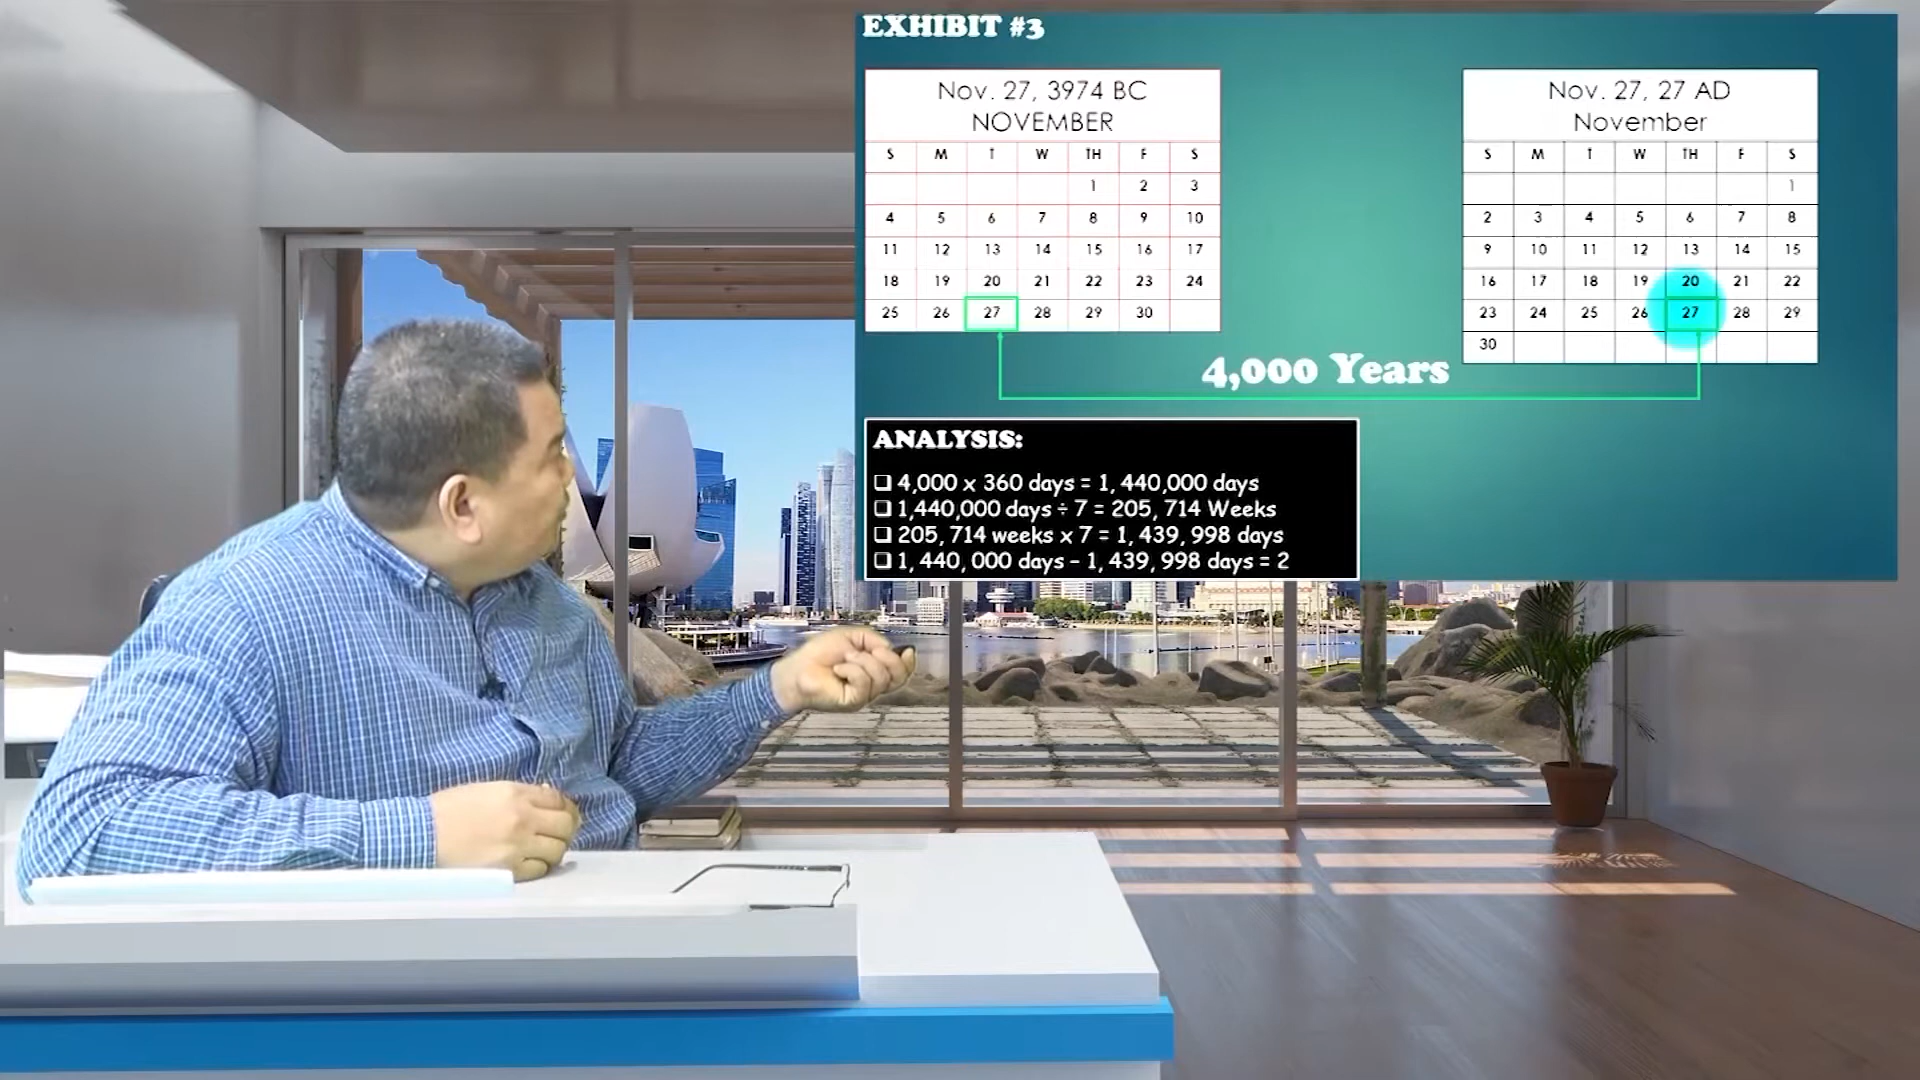 EXHIBIT #3
Nov. 27, 3974 BC
NOVEMBER
S M T W TH F S
1 2 3
4 5 6 7 8 9 10
11 12 13 14 15 16 17
18 19 20 21 22 23 24
25 26 27 28 29 30
Nov. 27, 27 AD
November
S M T W TH F S
1
2 3 4 5 6 7 8
9 10 11 12 13 14 15
16 17 18 19 20 21 22
23 24 25 26 27 28 29
30
4,000 Years
ANALYSIS:
❑ 4,000 x 360 days = 1, 440,000 days
❑ 1,440,000 days ÷ 7 = 205, 714 Weeks
❑ 205, 714 weeks x 7 = 1, 439, 998 days
❑ 1, 440, 000 days – 1, 439, 998 days = 2